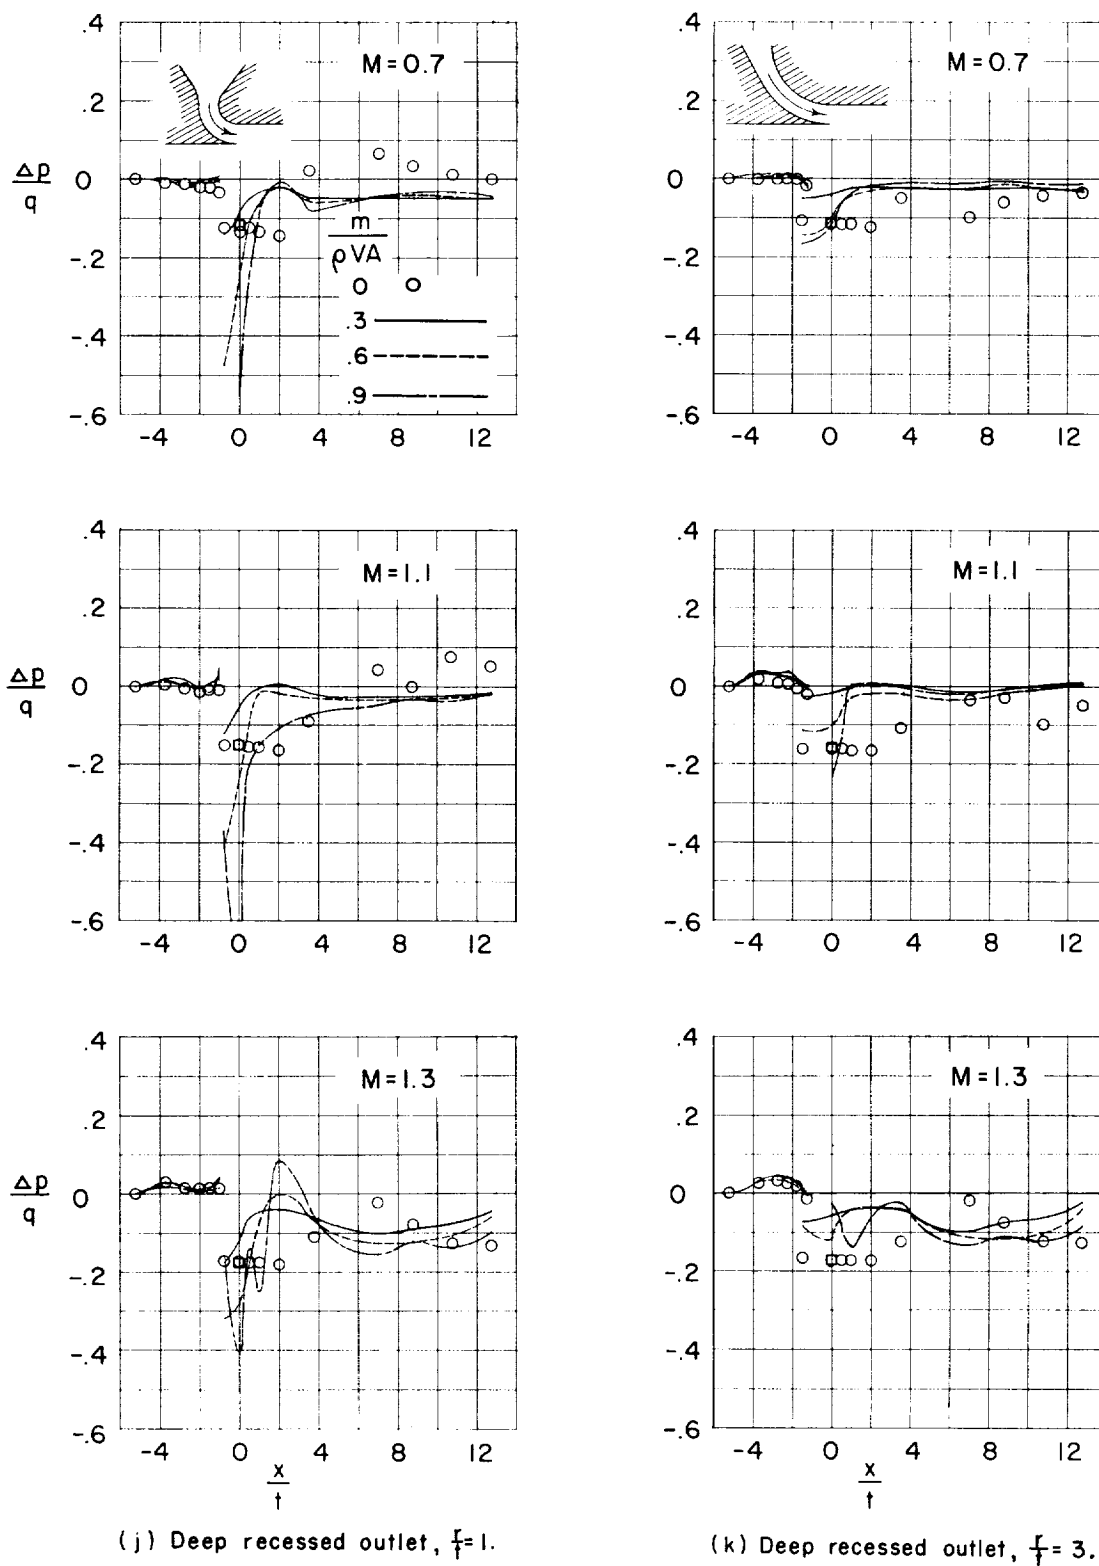 .4
.2
0
-.2
-.4
-.6
Δp
q
M=0.7
m
ρVA
0 ○
.3
.6
.9
-4 0 4 8 12
.4
.2
0
-.2
-.4
-.6
M=0.7
Δp
q
-4 0 4 8 12
.4
.2
0
-.2
-.4
-.6
Δp
q
M=1.1
-4 0 4 8 12
.4
.2
0
-.2
-.4
-.6
Δp
q
M=1.1
-4 0 4 8 12
.4
.2
0
-.2
-.4
-.6
Δp
q
M=1.3
-4 0 4 8 12
x
t
(j) Deep recessed outlet, r/t=1.
.4
.2
0
-.2
-.4
-.6
Δp
q
M=1.3
-4 0 4 8 12
x
t
(k) Deep recessed outlet, r/t=3.